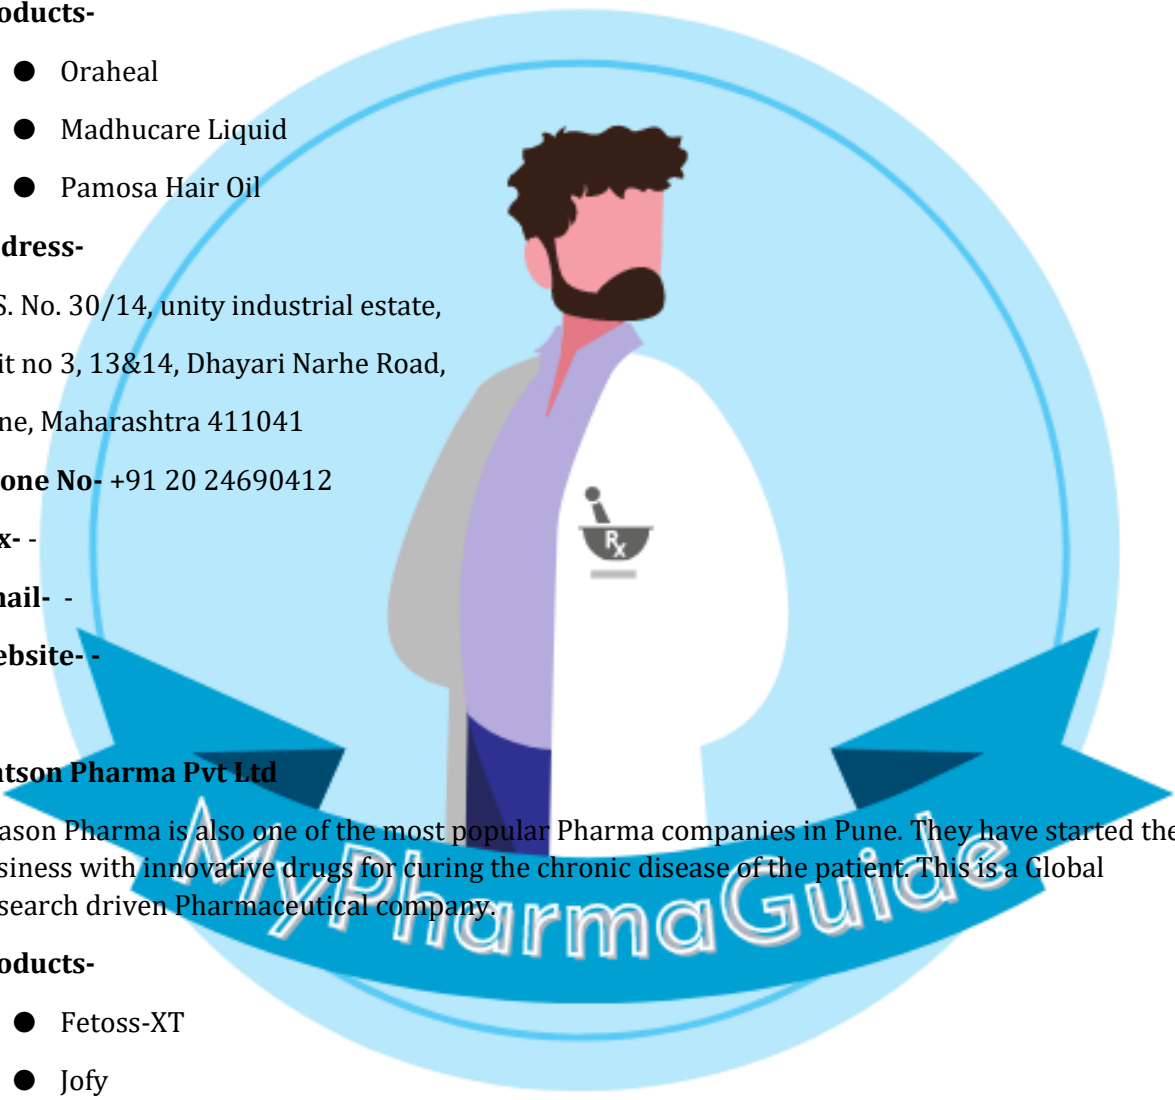 oducts-
● Oraheal
● Madhucare Liquid
● Pamosa Hair Oil
dress-
S. No. 30/14, unity industrial estate,
it no 3, 13&14, Dhayari Narhe Road,
ne, Maharashtra 411041
one No- +91 20 24690412
x- -
ail- -
ebsite- -
tson Pharma Pvt Ltd
ason Pharma is also one of the most popular Pharma companies in Pune. They have started the
siness with innovative drugs for curing the chronic disease of the patient. This is a Global
search driven Pharmaceutical company.
MyPharmaGuide
Rx
oducts-
● Fetoss-XT
● Jofy